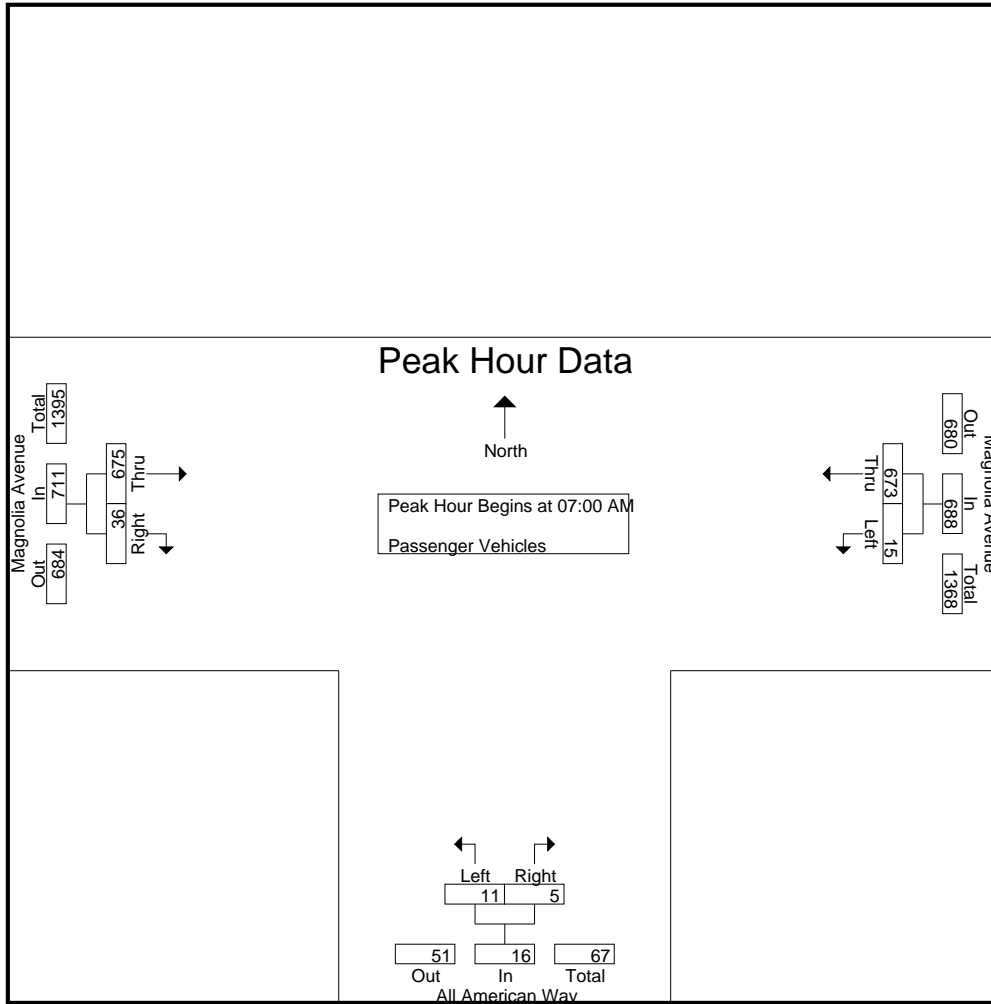 Peak Hour Data
North
Peak Hour Begins at 07:00 AM
Passenger Vehicles
Magnolia Avenue
Total
1395
In
711
Out
684
675
Thru
36
Right
Magnolia Avenue
Out
680
In
688
Total
1368
673
Thru
15
Left
Left Right
11 5
51 16 67
Out In Total
All American Way